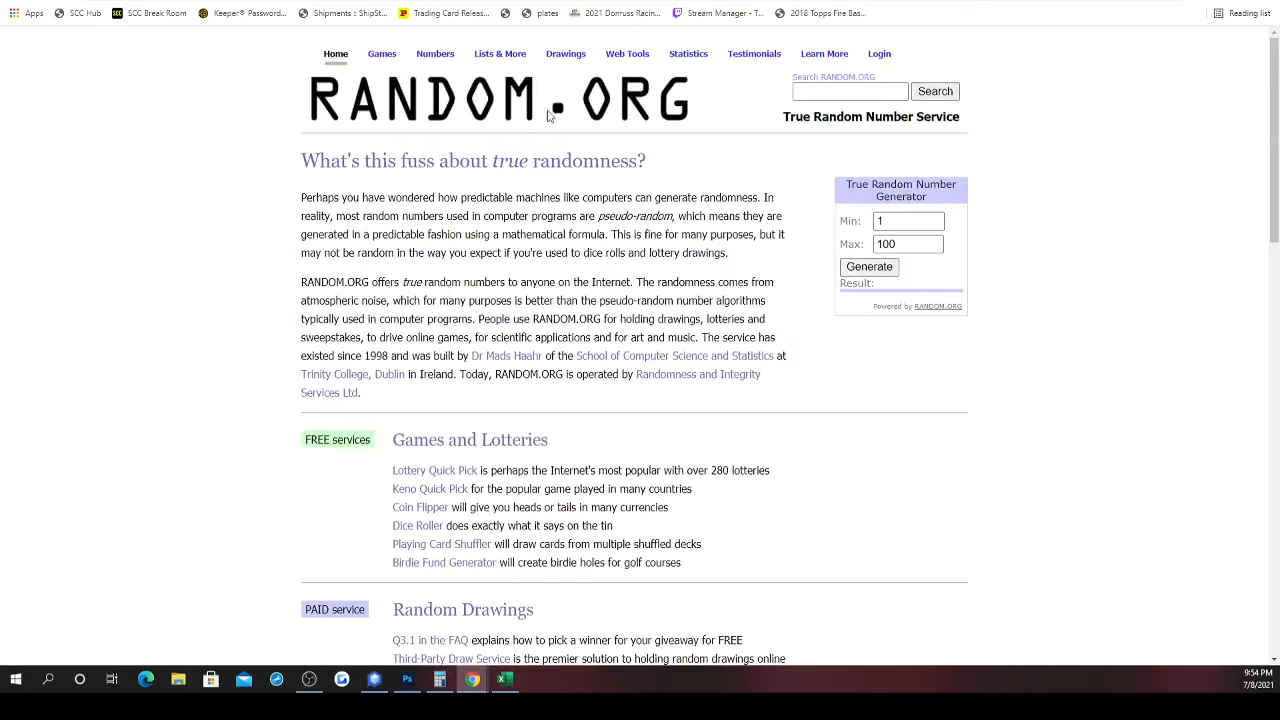 Apps SCC Hub SCC Break Room Keeper® Password... Shipments ‹ ShipSt... Trading Card Releas... plates 2021 Donruss Racin... Stream Manager - T... 2018 Topps Fire Bas... Reading list
Home Games Numbers Lists & More Drawings Web Tools Statistics Testimonials Learn More Login
RANDOM.ORG
Search RANDOM.ORG
Search
True Random Number Service
What's this fuss about true randomness?
Perhaps you have wondered how predictable machines like computers can generate randomness. In
reality, most random numbers used in computer programs are pseudo-random, which means they are
generated in a predictable fashion using a mathematical formula. This is fine for many purposes, but it
may not be random in the way you expect if you're used to dice rolls and lottery drawings.
RANDOM.ORG offers true random numbers to anyone on the Internet. The randomness comes from
atmospheric noise, which for many purposes is better than the pseudo-random number algorithms
typically used in computer programs. People use RANDOM.ORG for holding drawings, lotteries and
sweepstakes, to drive online games, for scientific applications and for art and music. The service has
existed since 1998 and was built by Dr Mads Haahr of the School of Computer Science and Statistics at
Trinity College, Dublin in Ireland. Today, RANDOM.ORG is operated by Randomness and Integrity
Services Ltd.
True Random Number
Generator
Min: 1
Max: 100
Generate
Result:
Powered by RANDOM.ORG
FREE services Games and Lotteries
Lottery Quick Pick is perhaps the Internet's most popular with over 280 lotteries
Keno Quick Pick for the popular game played in many countries
Coin Flipper will give you heads or tails in many currencies
Dice Roller does exactly what it says on the tin
Playing Card Shuffler will draw cards from multiple shuffled decks
Birdie Fund Generator will create birdie holes for golf courses
PAID service Random Drawings
Q3.1 in the FAQ explains how to pick a winner for your giveaway for FREE
Third-Party Draw Service is the premier solution to holding random drawings online
9:54 PM
7/8/2021